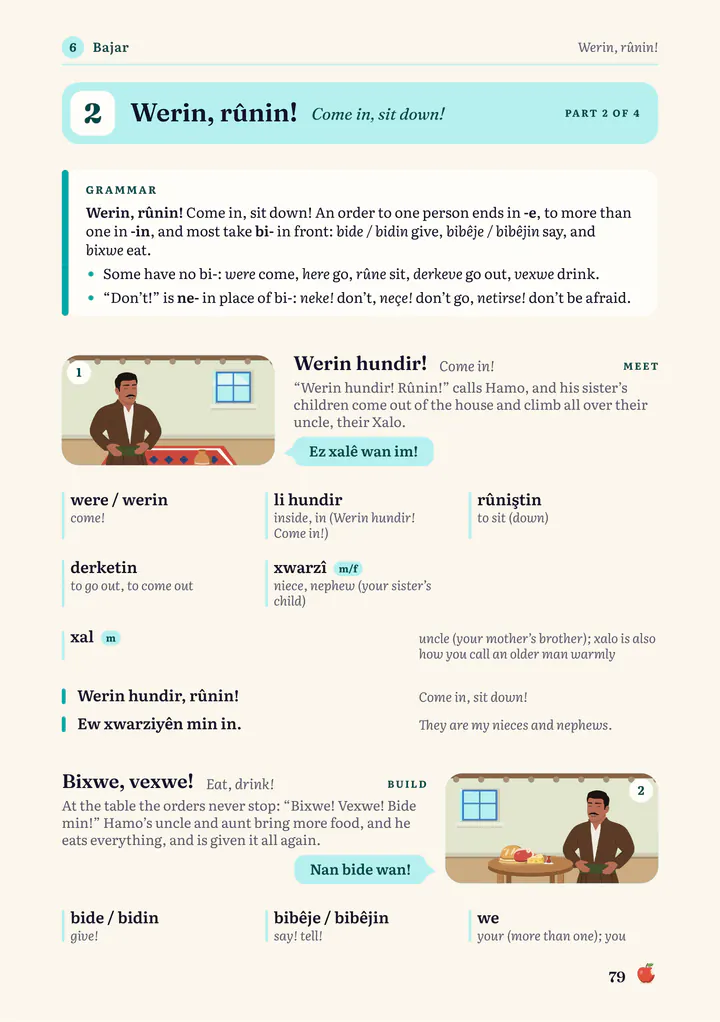 6 Bajar
Werin, rûnin!
2 Werin, rûnin! Come in, sit down! PART 2 OF 4
GRAMMAR
Werin, rûnin! Come in, sit down! An order to one person ends in -e, to more than
one in -in, and most take bi- in front: bide / bidin give, bibêje / bibêjin say, and
bixwe eat.
• Some have no bi-: were come, here go, rûne sit, derkeve go out, vexwe drink.
• “Don’t!” is ne- in place of bi-: neke! don’t, neçe! don’t go, netirse! don’t be afraid.
1
Werin hundir! Come in! MEET
“Werin hundir! Rûnin!” calls Hamo, and his sister’s
children come out of the house and climb all over their
uncle, their Xalo.
Ez xalê wan im!
were / werin
come!
li hundir
inside, in (Werin hundir!
Come in!)
rûniştin
to sit (down)
derketin
to go out, to come out
xwarzî m/f
niece, nephew (your sister’s
child)
xal m
uncle (your mother’s brother); xalo is also
how you call an older man warmly
Werin hundir, rûnin!
Come in, sit down!
Ew xwarziyên min in.
They are my nieces and nephews.
Bixwe, vexwe! Eat, drink! BUILD
At the table the orders never stop: “Bixwe! Vexwe! Bide
min!” Hamo’s uncle and aunt bring more food, and he
eats everything, and is given it all again.
Nan bide wan!
2
bide / bidin
give!
bibêje / bibêjin
say! tell!
we
your (more than one); you
79